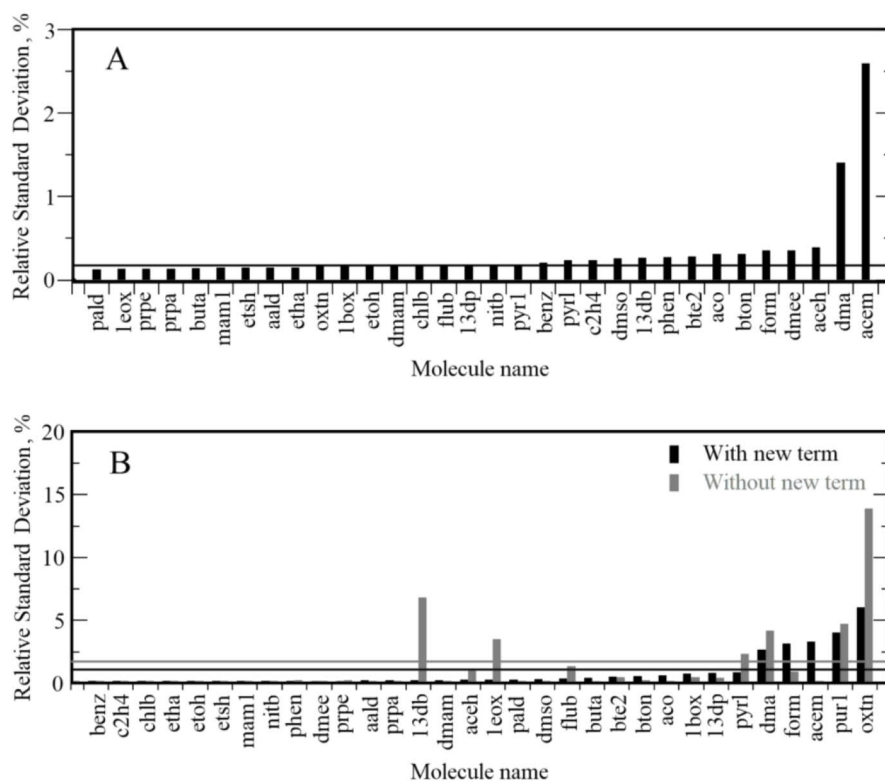 A
Relative Standard Deviation, %
3
2
1
0
pald
1eox
prpe
prpa
buta
mam1
etsh
aald
etha
oxtn
1box
etoh
dmam
chlb
flub
13dp
nitb
pyr1
benz
pyrl
c2h4
dmso
13db
phen
bte2
aco
bton
form
dmee
aceh
dma
acem
Molecule name
B
Relative Standard Deviation, %
20
15
10
5
0
With new term
Without new term
benz
c2h4
chlb
etha
etoh
etsh
mam1
nitb
phen
dmee
prpe
aald
prpa
13db
dmam
aceh
1eox
pald
dmso
flub
buta
bte2
bton
aco
1box
13dp
pyrl
dma
form
acem
pur1
oxtn
Molecule name